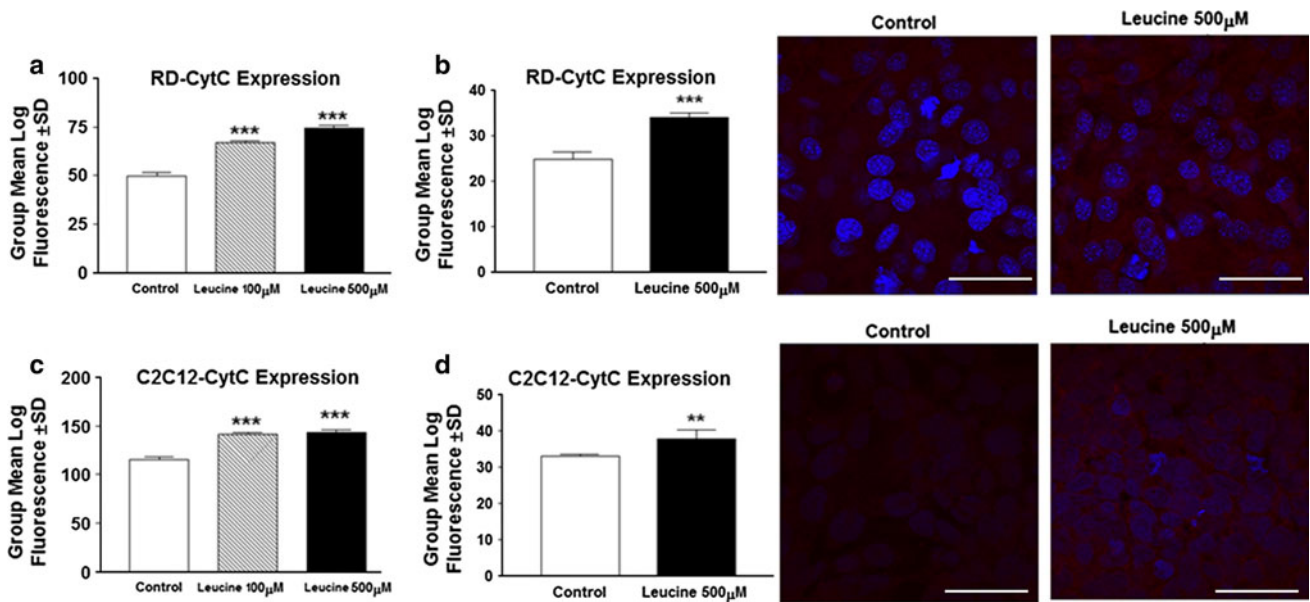 a
RD-CytC Expression
Group Mean Log
Fluorescence ±SD
100
75
50
25
0
***
***
Control
Leucine 100µM
Leucine 500µM
b
RD-CytC Expression
Group Mean Log
Fluorescence ±SD
40
30
20
10
0
***
Control
Leucine 500µM
Control
Leucine 500µM
c
C2C12-CytC Expression
Group Mean Log
Fluorescence ±SD
200
150
100
50
0
***
***
Control
Leucine 100µM
Leucine 500µM
d
C2C12-CytC Expression
Group Mean Log
Fluorescence ±SD
50
40
30
20
10
0
**
Control
Leucine 500µM
Control
Leucine 500µM